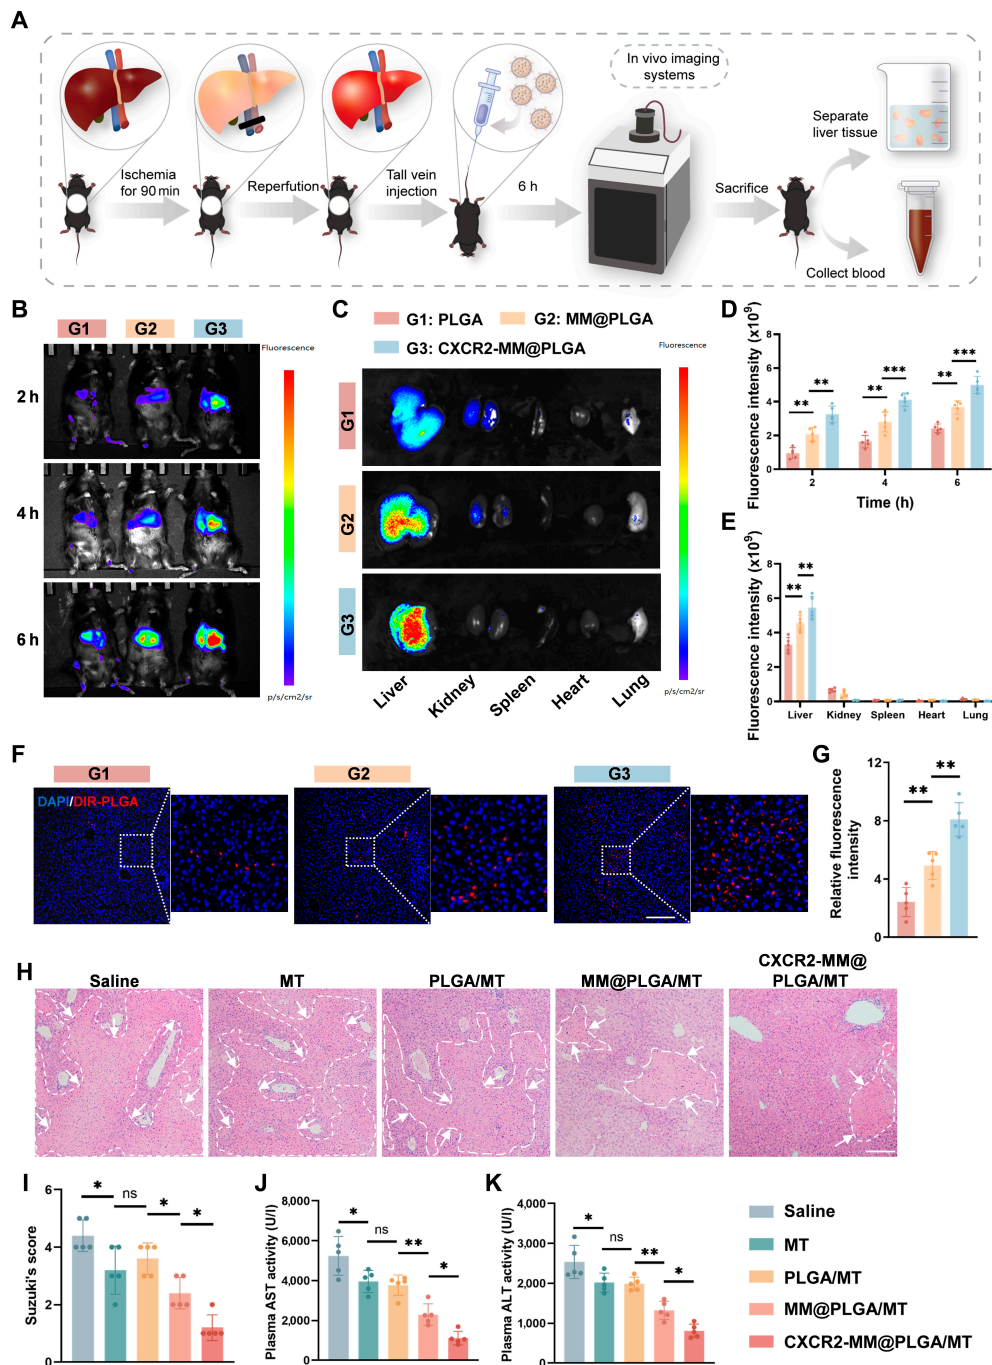 A
In vivo imaging
systems
Separate
liver tissue
Ischemia
for 90 min
Reperfution
Tall vein
injection
6 h
Sacrifice
Collect blood
B
G1
G2
G3
Fluorescence
2 h
4 h
6 h
p/s/cm2/sr
C
G1: PLGA
G2: MM@PLGA
G3: CXCR2-MM@PLGA
Fluorescence
G1
G2
G3
Liver
Kidney
Spleen
Heart
Lung
p/s/cm2/sr
D
Fluorescence intensity (x10⁹)
8
6
4
2
0
** ** ** *** ** ***
2 4 6
Time (h)
E
Fluorescence intensity (x10⁹)
8
6
4
2
0
** **
Liver Kidney Spleen Heart Lung
F
G1
G2
G3
DAPI/DIR-PLGA
G
Relative fluorescence
intensity
12
8
4
0
** **
H
Saline
MT
PLGA/MT
MM@PLGA/MT
CXCR2-MM@
PLGA/MT
I
Suzuki's score
6
4
2
0
* ns * *
J
Plasma AST activity (U/l)
8,000
6,000
4,000
2,000
0
* ns ** *
K
Plasma ALT activity (U/l)
4,000
3,000
2,000
1,000
0
* ns ** *
Saline
MT
PLGA/MT
MM@PLGA/MT
CXCR2-MM@PLGA/MT